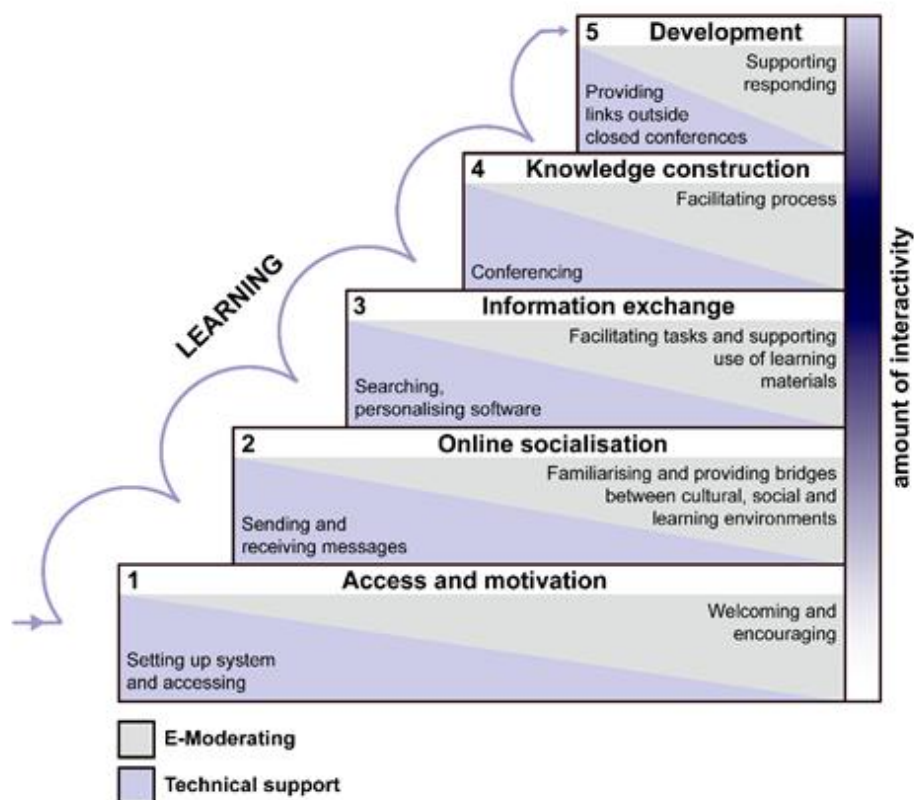 5 Development
Supporting
responding
Providing
links outside
closed conferences
4 Knowledge construction
Facilitating process
Conferencing
3 Information exchange
Facilitating tasks and supporting
use of learning
materials
Searching,
personalising software
2 Online socialisation
Familiarising and providing bridges
between cultural, social and
learning environments
Sending and
receiving messages
1 Access and motivation
Welcoming and
encouraging
Setting up system
and accessing
LEARNING
amount of interactivity
E-Moderating
Technical support